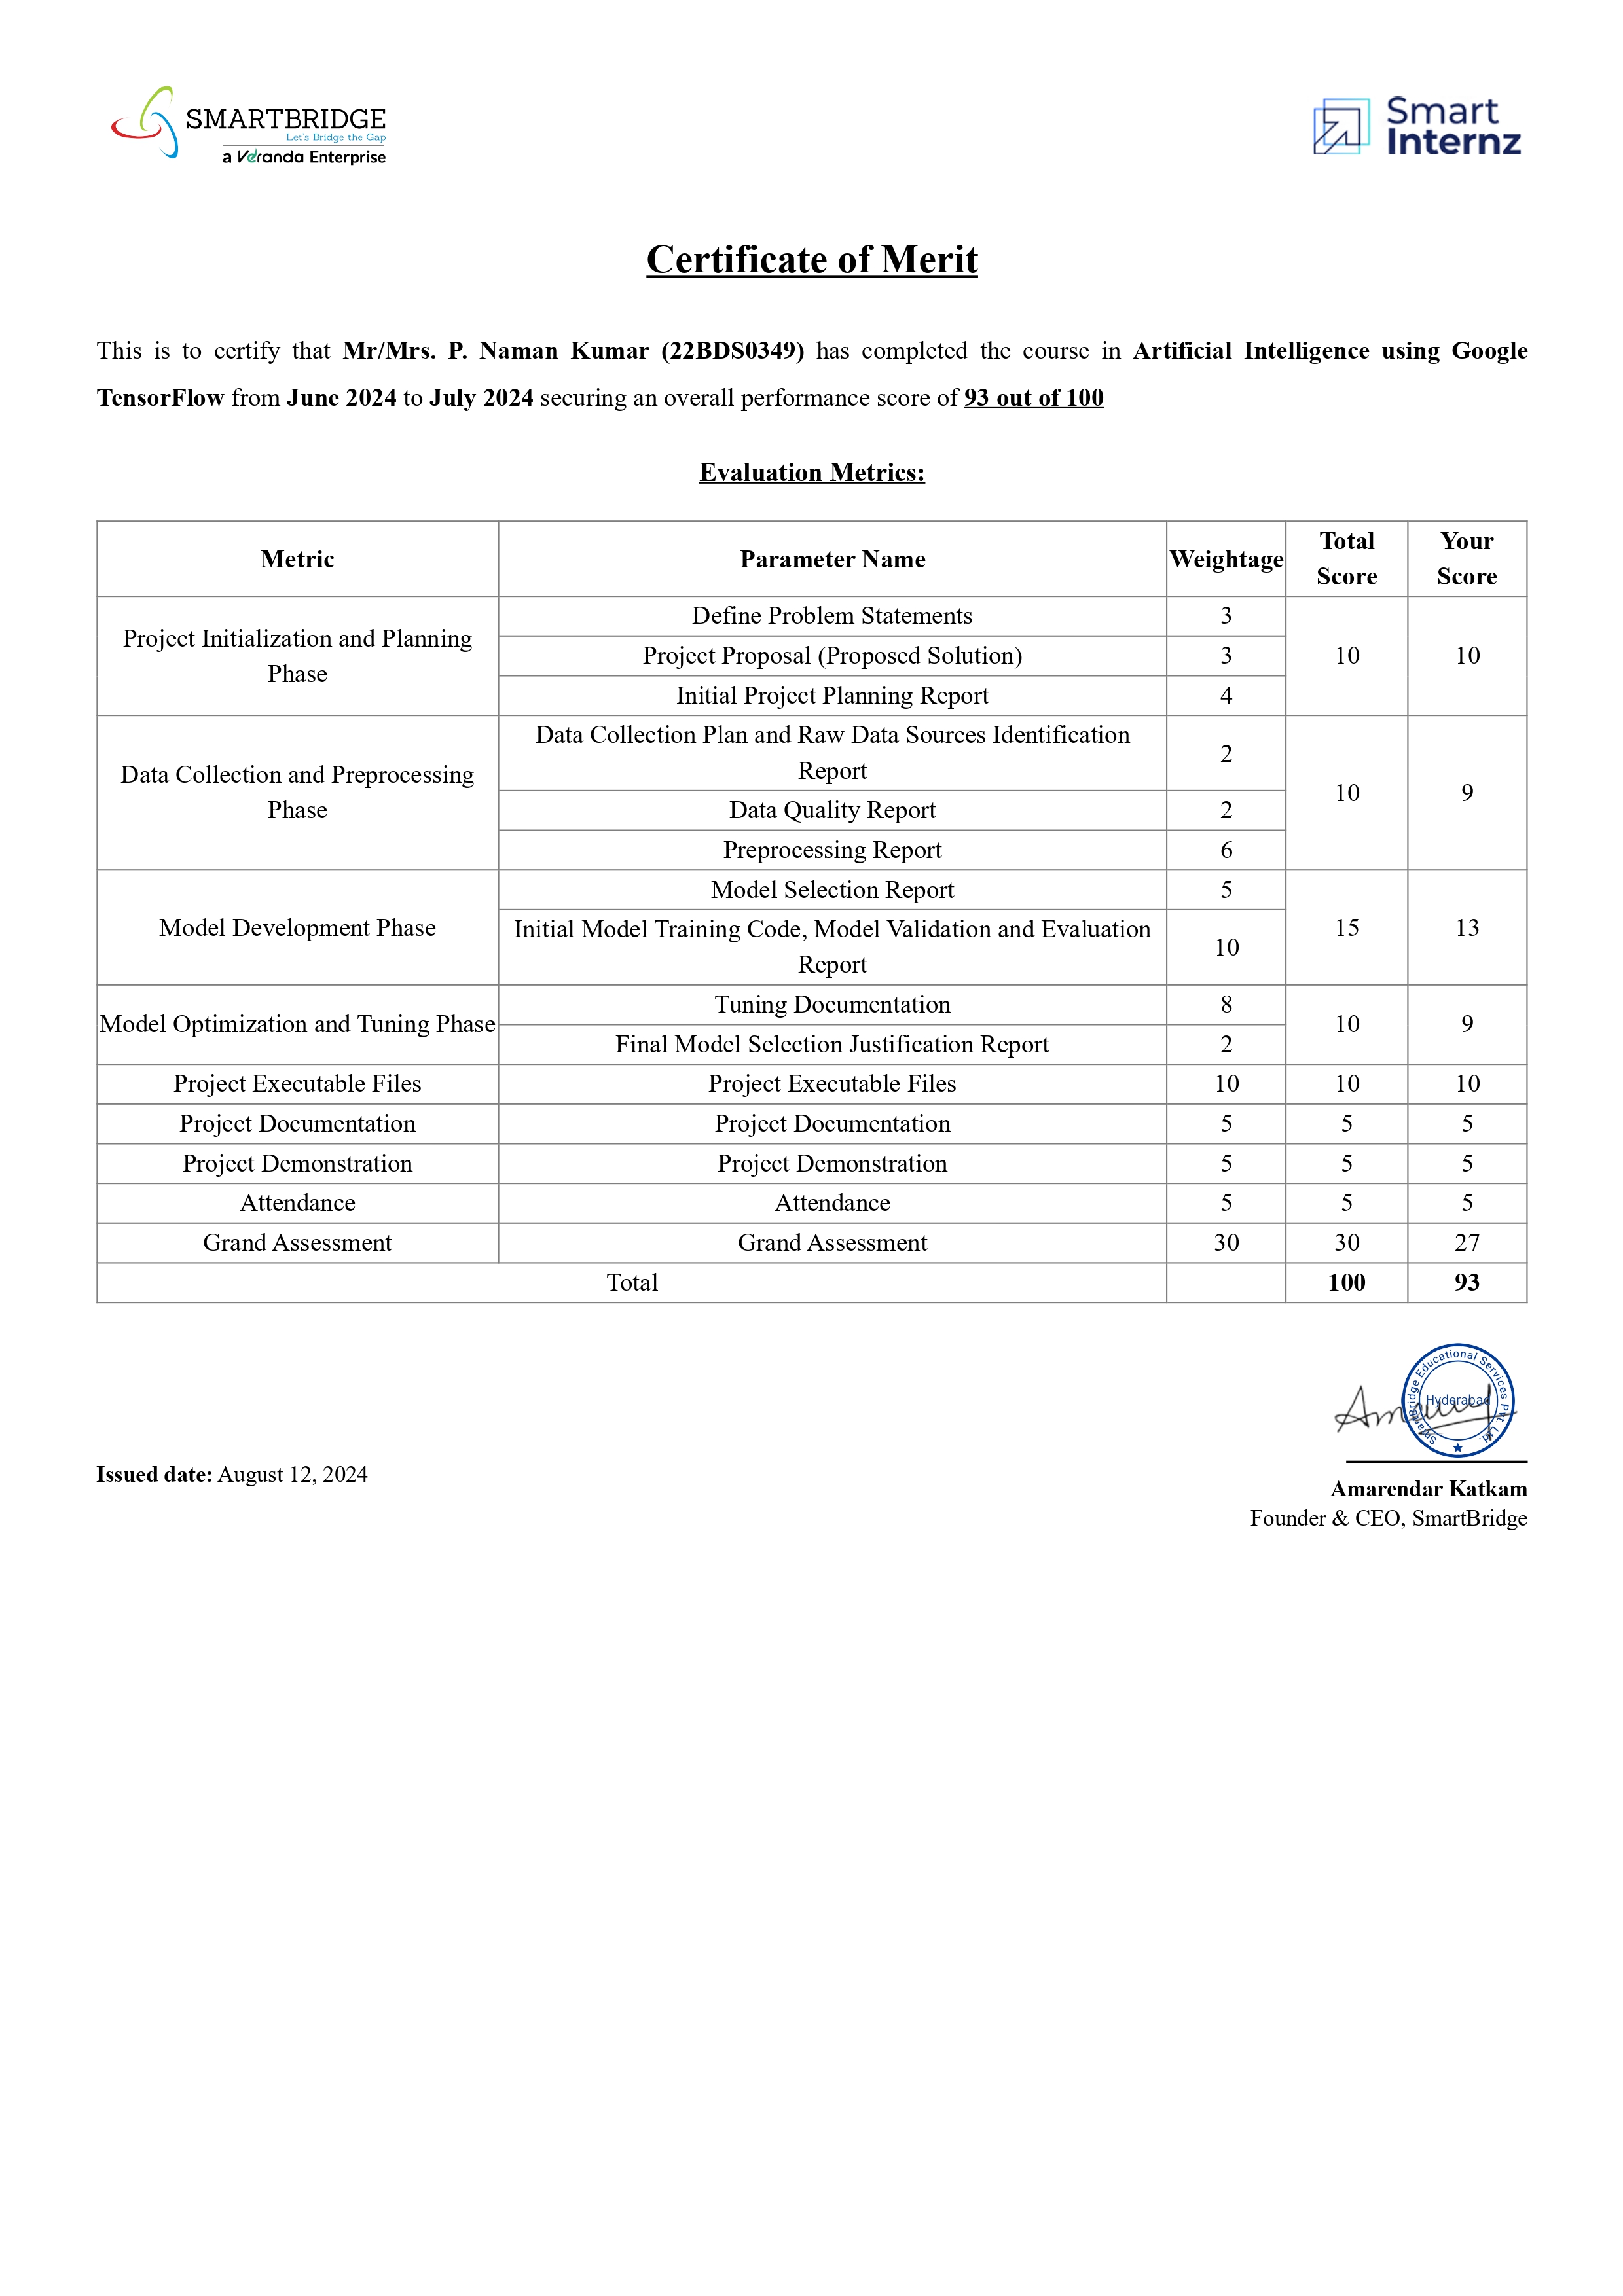 SMARTBRIDGE
Let's Bridge the Gap
a Veranda Enterprise
Smart
Internz
Certificate of Merit
This is to certify that Mr/Mrs. P. Naman Kumar (22BDS0349) has completed the course in Artificial Intelligence using Google
TensorFlow from June 2024 to July 2024 securing an overall performance score of 93 out of 100
Evaluation Metrics:
Metric Parameter Name Weightage Total Score Your Score
Project Initialization and Planning Phase
Define Problem Statements 3 10 10
Project Proposal (Proposed Solution) 3
Initial Project Planning Report 4
Data Collection and Preprocessing Phase
Data Collection Plan and Raw Data Sources Identification Report 2 10 9
Data Quality Report 2
Preprocessing Report 6
Model Development Phase
Model Selection Report 5 15 13
Initial Model Training Code, Model Validation and Evaluation Report 10
Model Optimization and Tuning Phase
Tuning Documentation 8 10 9
Final Model Selection Justification Report 2
Project Executable Files Project Executable Files 10 10 10
Project Documentation Project Documentation 5 5 5
Project Demonstration Project Demonstration 5 5 5
Attendance Attendance 5 5 5
Grand Assessment Grand Assessment 30 30 27
Total 100 93
SmartBridge Educational Services Pvt. Ltd.
Hyderabad
Issued date: August 12, 2024
Amarendar Katkam
Founder & CEO, SmartBridge